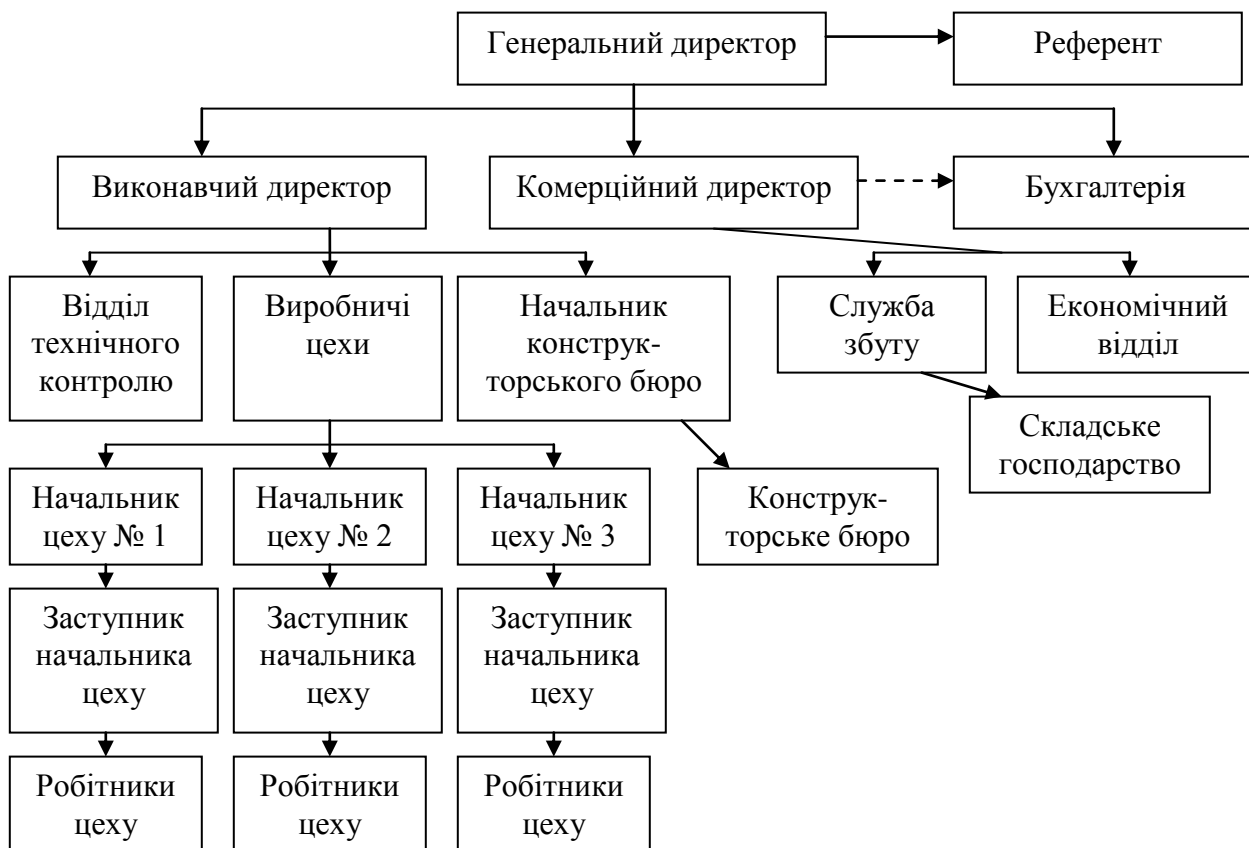 Генеральний директор
Референт
Виконавчий директор
Комерційний директор
Бухгалтерія
Відділ
технічного
контролю
Виробничі
цехи
Начальник
конструк-
торського бюро
Служба
збуту
Економічний
відділ
Складське
господарство
Начальник
цеху № 1
Начальник
цеху № 2
Начальник
цеху № 3
Конструк-
торське бюро
Заступник
начальника
цеху
Заступник
начальника
цеху
Заступник
начальника
цеху
Робітники
цеху
Робітники
цеху
Робітники
цеху